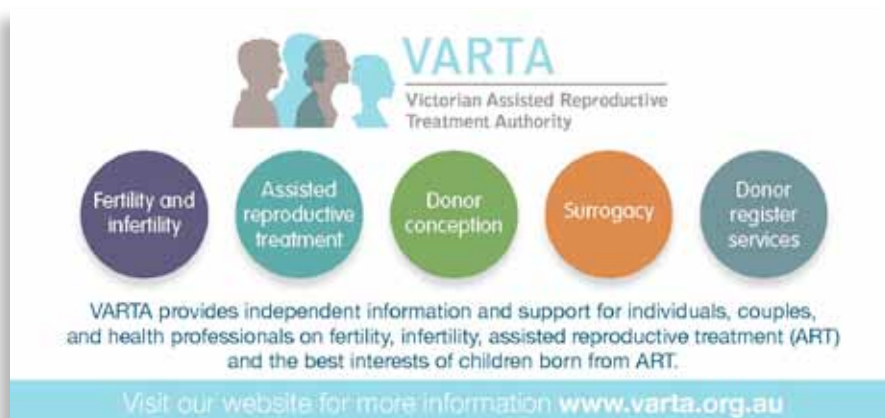 VARTA
Victorian Assisted Reproductive
Treatment Authority
Fertility and
infertility
Assisted
reproductive
treatment
Donor
conception
Surrogacy
Donor
register
services
VARTA provides independent information and support for individuals, couples,
and health professionals on fertility, infertility, assisted reproductive treatment (ART)
and the best interests of children born from ART.
Visit our website for more information www.varta.org.au